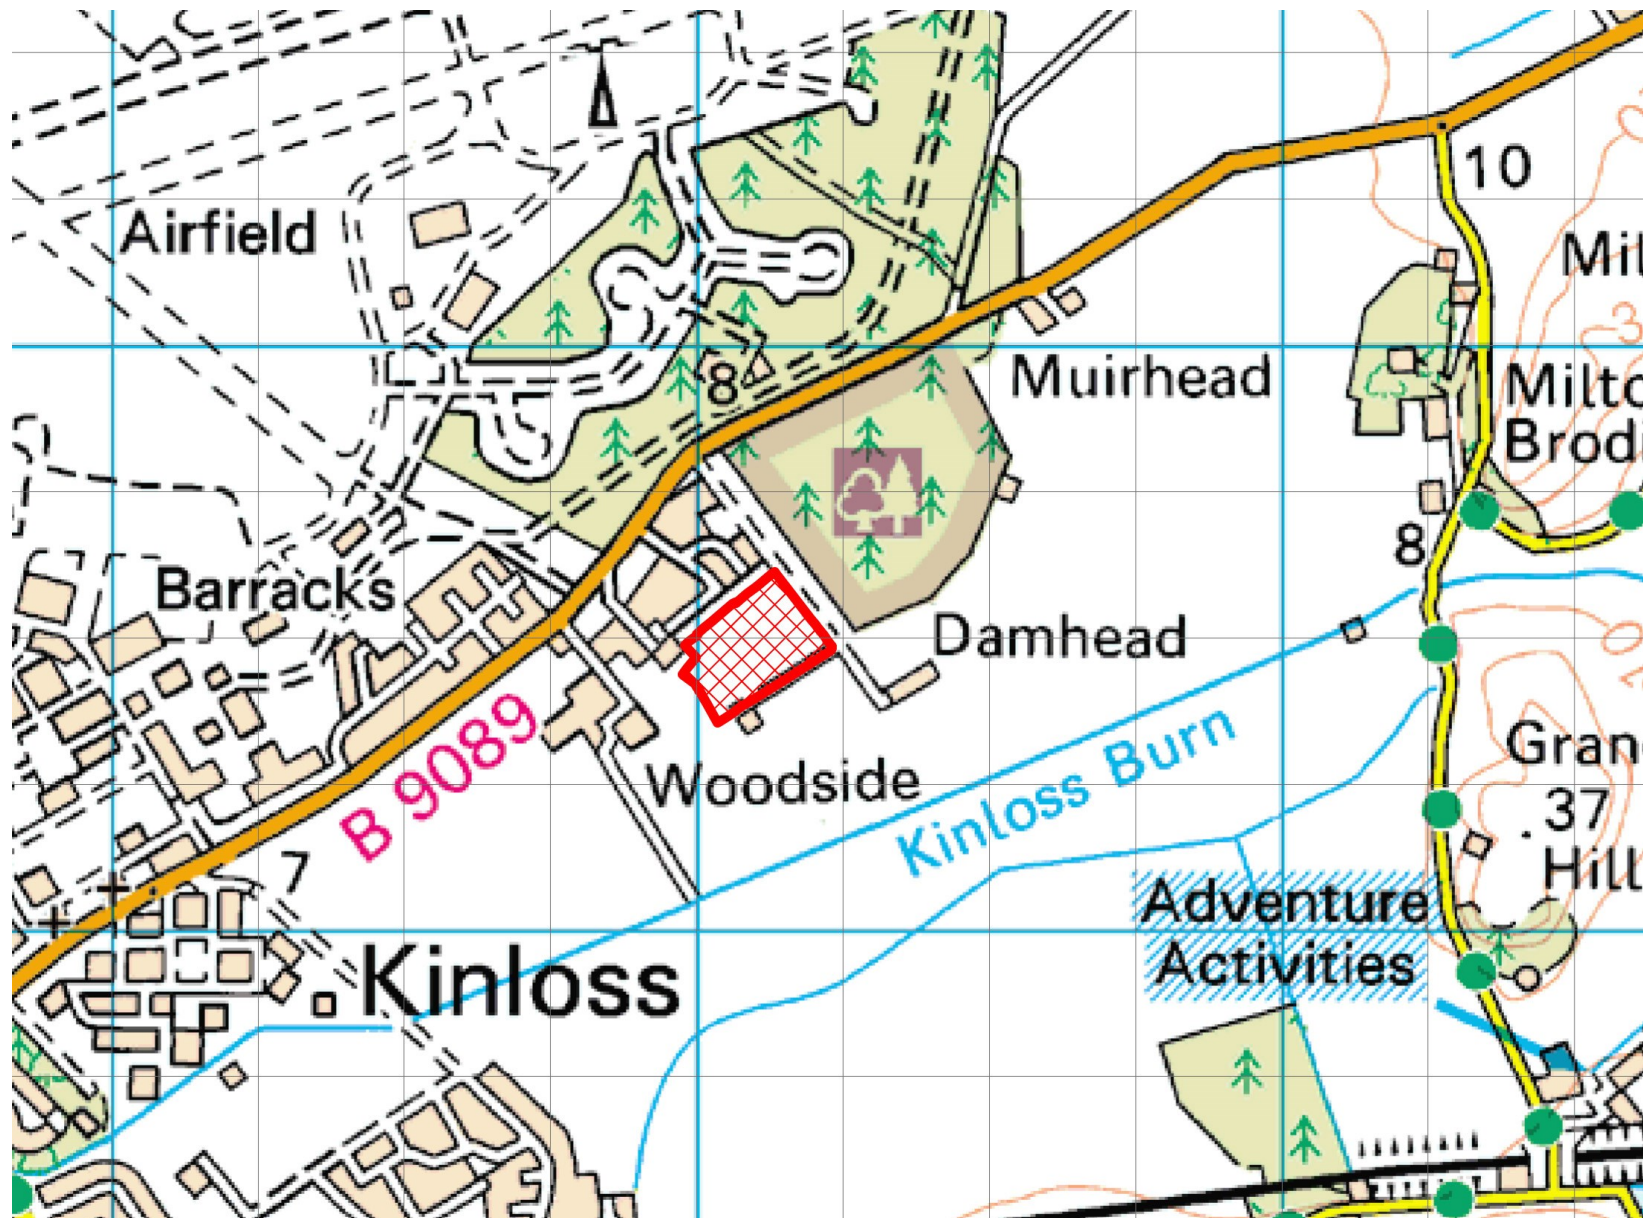 10
Airfield
Mil
3
Muirhead
8
Milto
Brodi
8
Barracks
Damhead
B 9089
Woodside
Kinloss Burn
Gran
37
Hill
7
Adventure
Activities
Kinloss